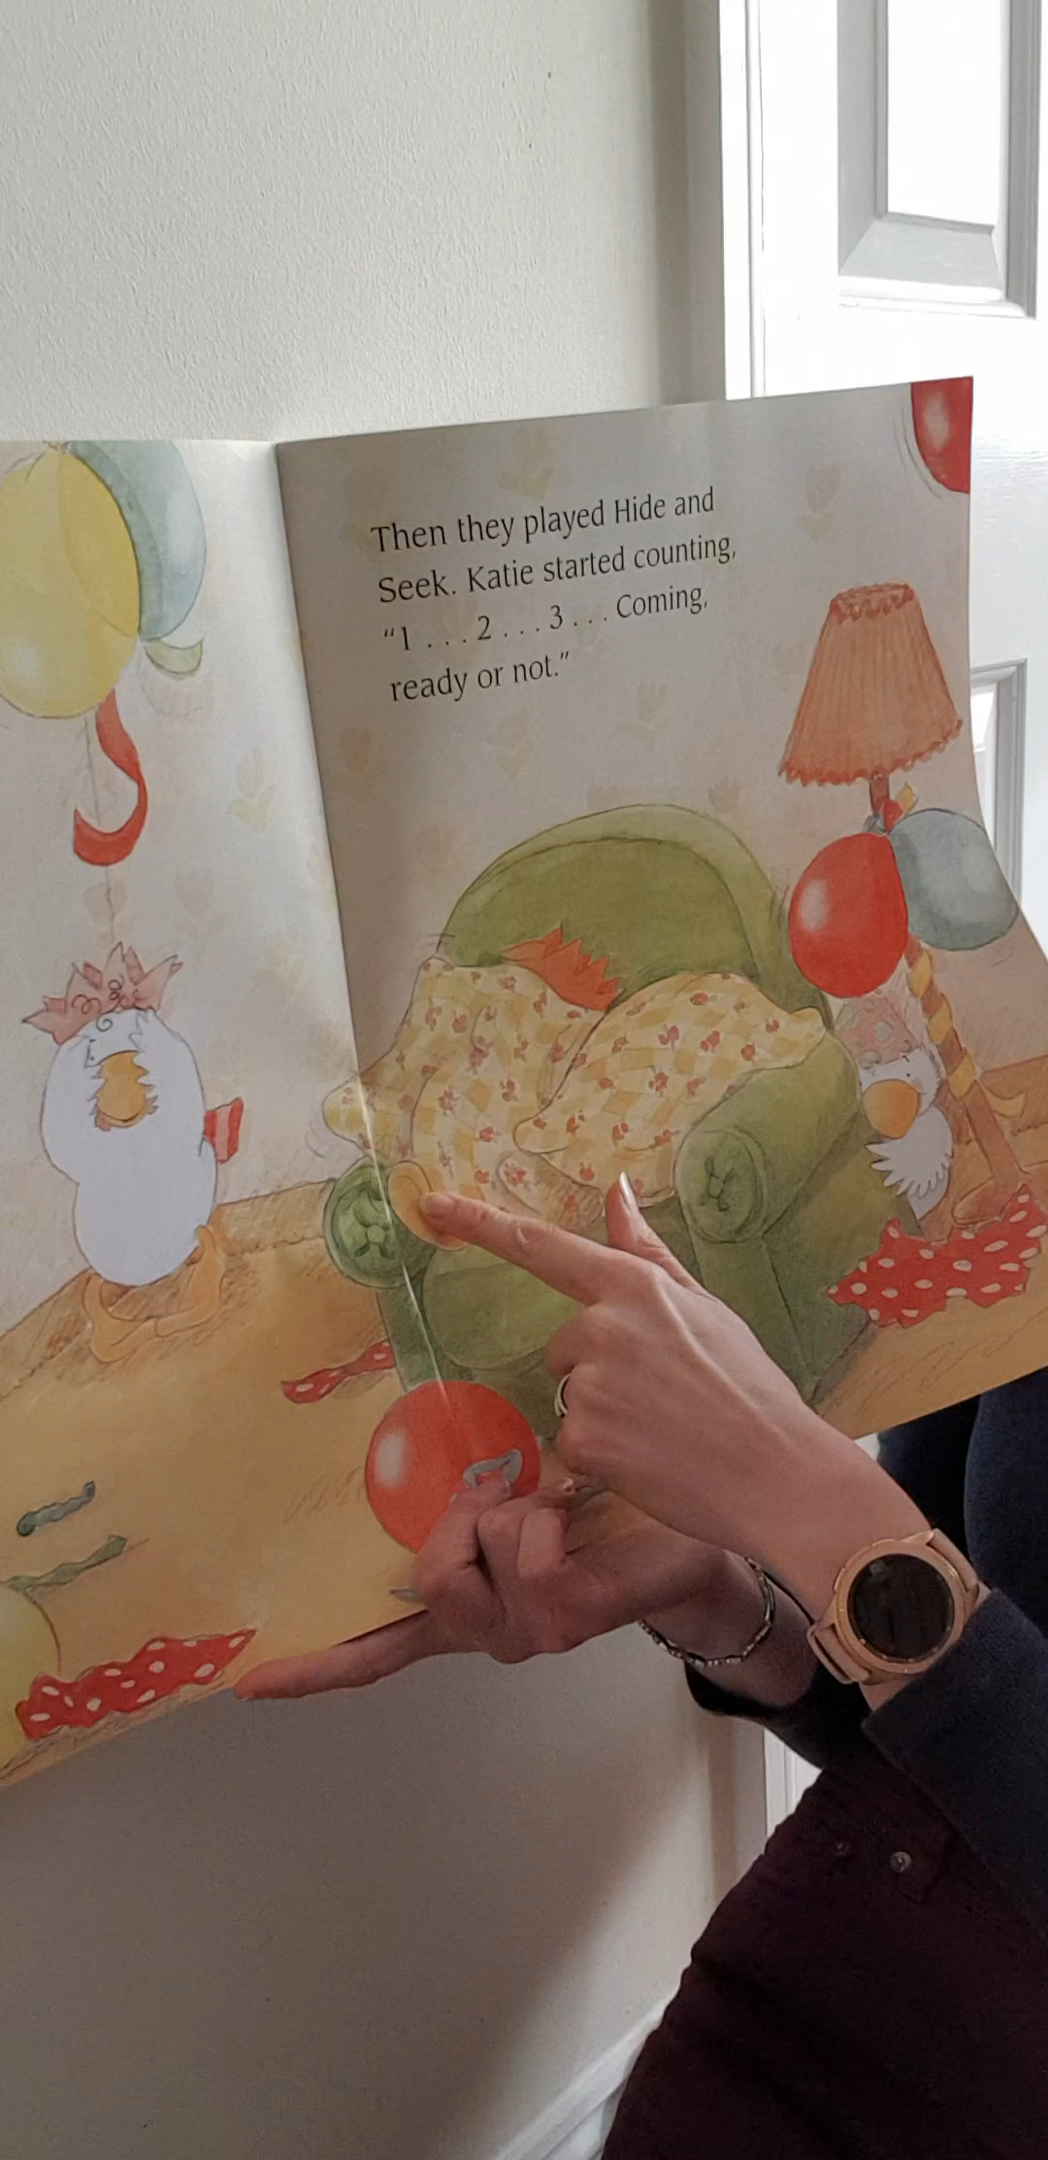 Then they played Hide and
Seek. Katie started counting,
“1 . . . 2 . . . 3 . . . Coming,
ready or not.”